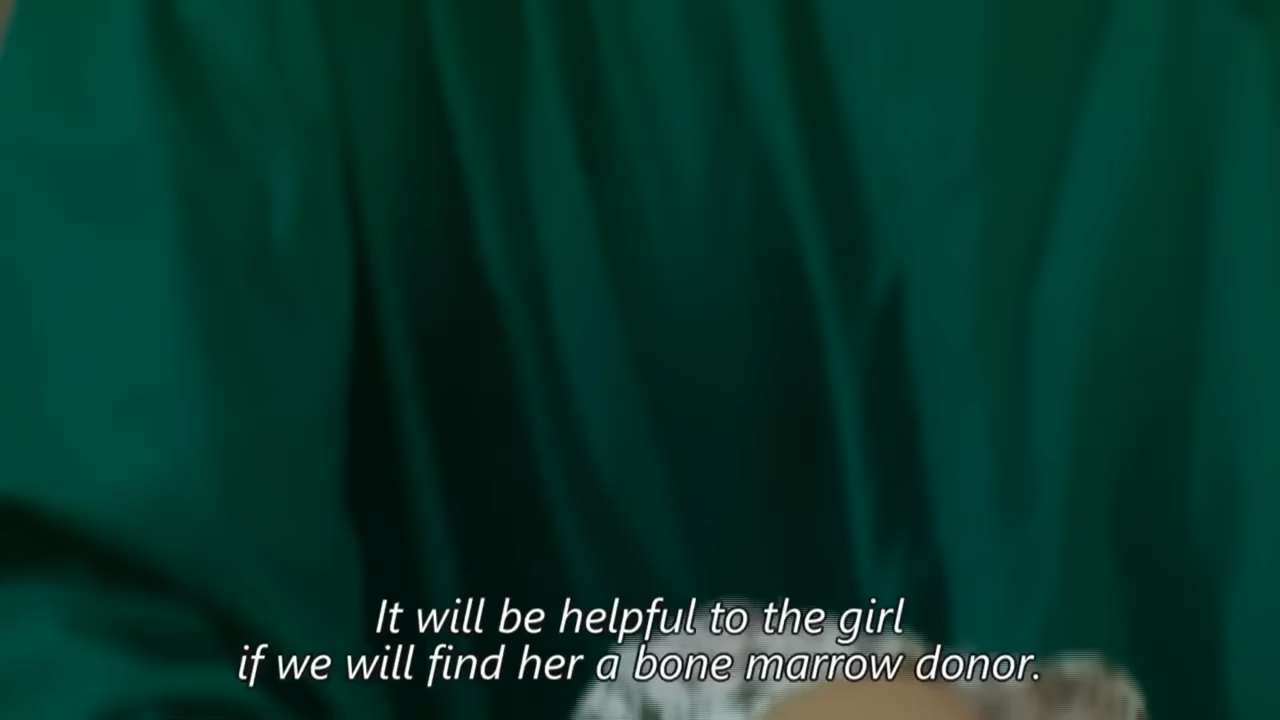 It will be helpful to the girl
if we will find her a bone marrow donor.